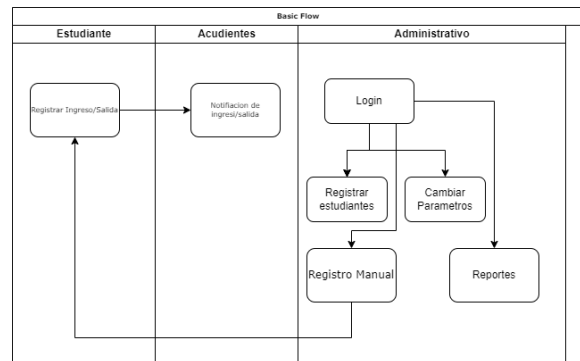 Basic Flow
Estudiante
Acudientes
Administrativo
Registrar Ingreso/Salida
Notifiacion de
ingresi/salida
Login
Registrar
estudiantes
Cambiar
Parametros
Registro Manual
Reportes